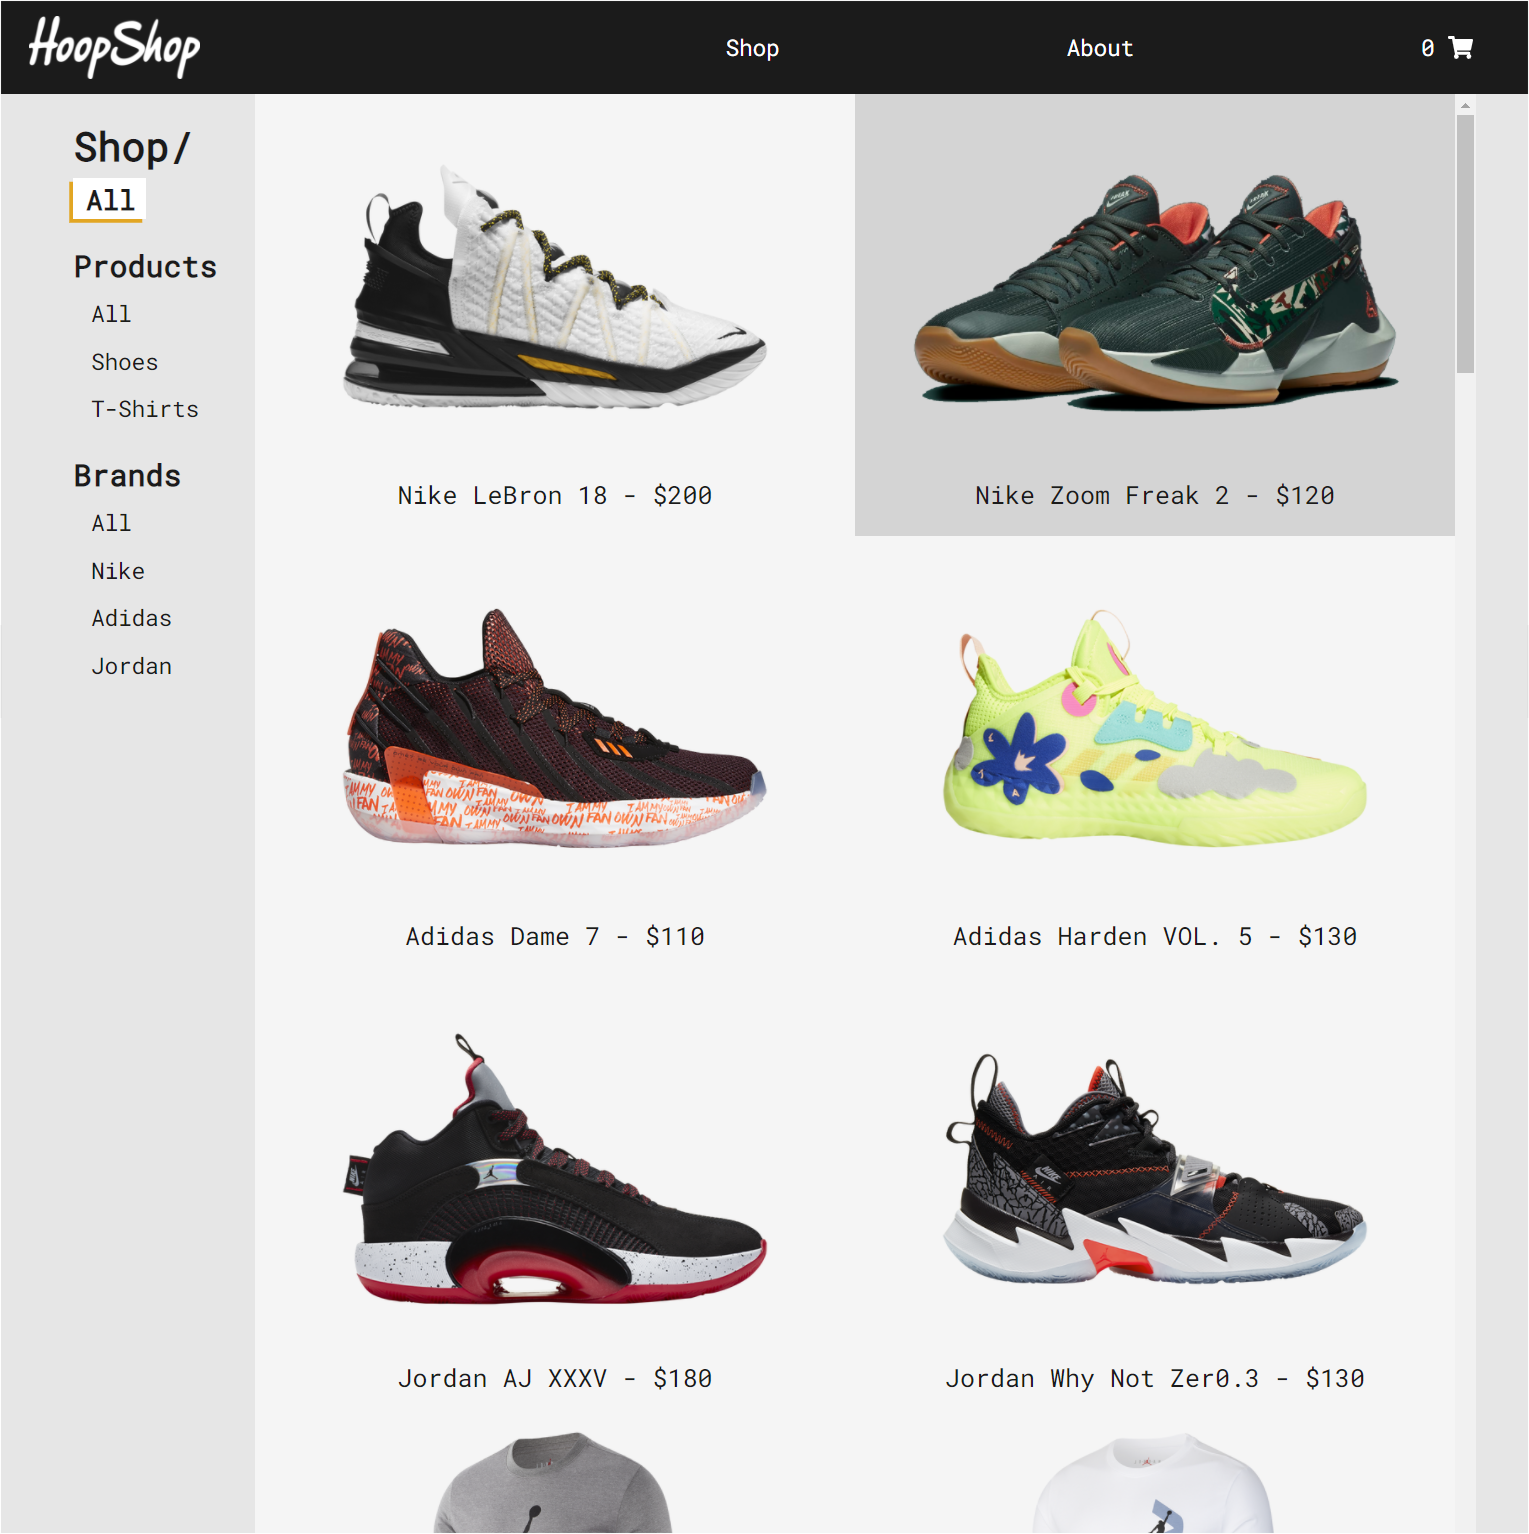 HoopShop
Shop
About
0
Shop/
All
Products
All
Shoes
T-Shirts
Brands
All
Nike
Adidas
Jordan
Nike LeBron 18 - $200
Nike Zoom Freak 2 - $120
Adidas Dame 7 - $110
Adidas Harden VOL. 5 - $130
Jordan AJ XXXV - $180
Jordan Why Not Zer0.3 - $130